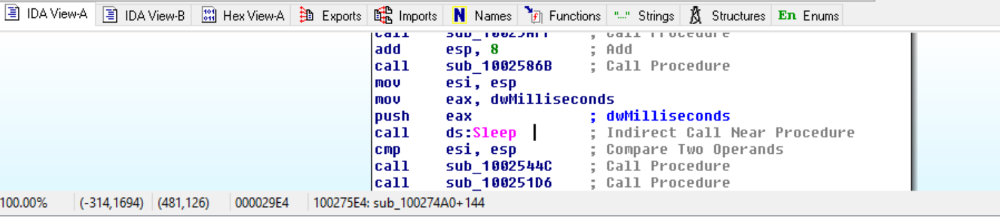 IDA View-A IDA View-B Hex View-A Exports Imports N Names Functions "..." Strings Structures En Enums
call ; Call Procedure
add esp, 8 ; Add
call sub_1002586B ; Call Procedure
mov esi, esp
mov eax, dwMilliseconds
push eax ; dwMilliseconds
call ds:Sleep ; Indirect Call Near Procedure
cmp esi, esp ; Compare Two Operands
call sub_1002544C ; Call Procedure
call sub_100251D6 ; Call Procedure
100.00% (-314,1694) (481,126) 000029E4 100275E4: sub_100274A0+144